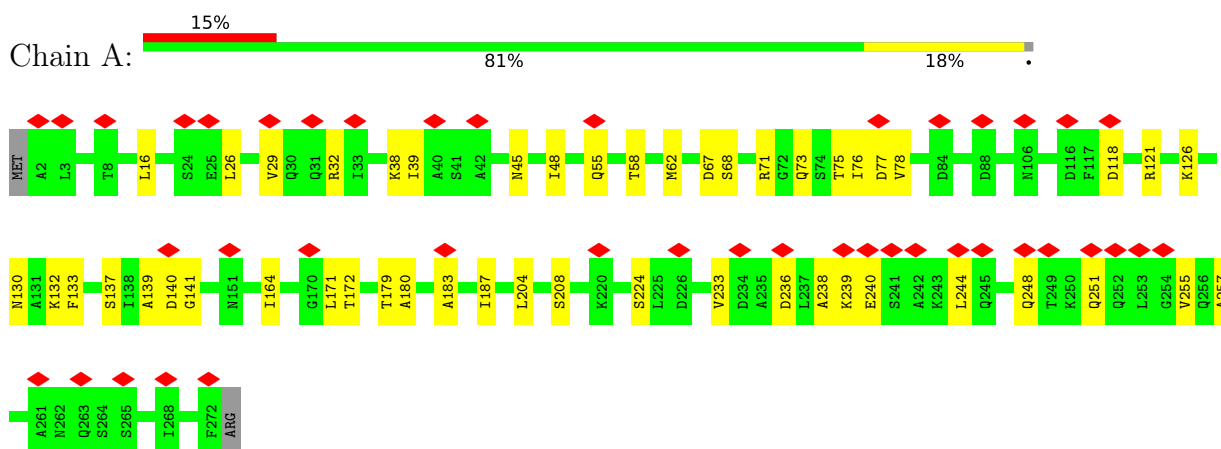 15%
Chain A:
81% 18% •
MET A2 L3 T8 L16 S24 E25 L26 V29 Q30 Q31 R32 I33 K38 I39 A40 S41 A42 N45 I48 Q55 T58 M62 D67 S68 R71 G72 Q73 S74 T75 I76 D77 V78 D84 D88 N106 D116 F117 D118 R121 K126
N130 A131 K132 F133 S137 I138 A139 D140 G141 N151 I164 G170 L171 T172 T179 A180 A183 I187 L204 S208 K220 S224 L225 D226 V233 D234 A235 D236 L237 A238 K239 E240 S241 A242 K243 L244 Q245 Q248 T249 K250 Q251 Q252 L253 G254 V255 Q256
A261 N262 Q263 S264 S265 I268 F272 ARG